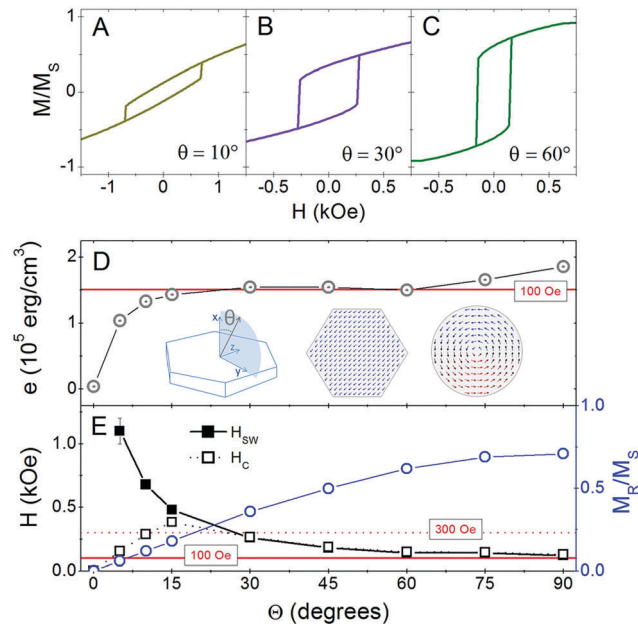 A B C
M/M_S
1
0
-1
θ = 10° θ = 30° θ = 60°
-1 0 1 -0.5 0.0 0.5 -0.5 0.0 0.5
H (kOe)
D
e (10^5 erg/cm^3)
2
1
0
100 Oe
x θ z y
E
H (kOe)
1.0
0.5
0.0
H_SW
H_C
300 Oe
100 Oe
M_R/M_S
1.0
0.5
0.0
0 15 30 45 60 75 90
Θ (degrees)